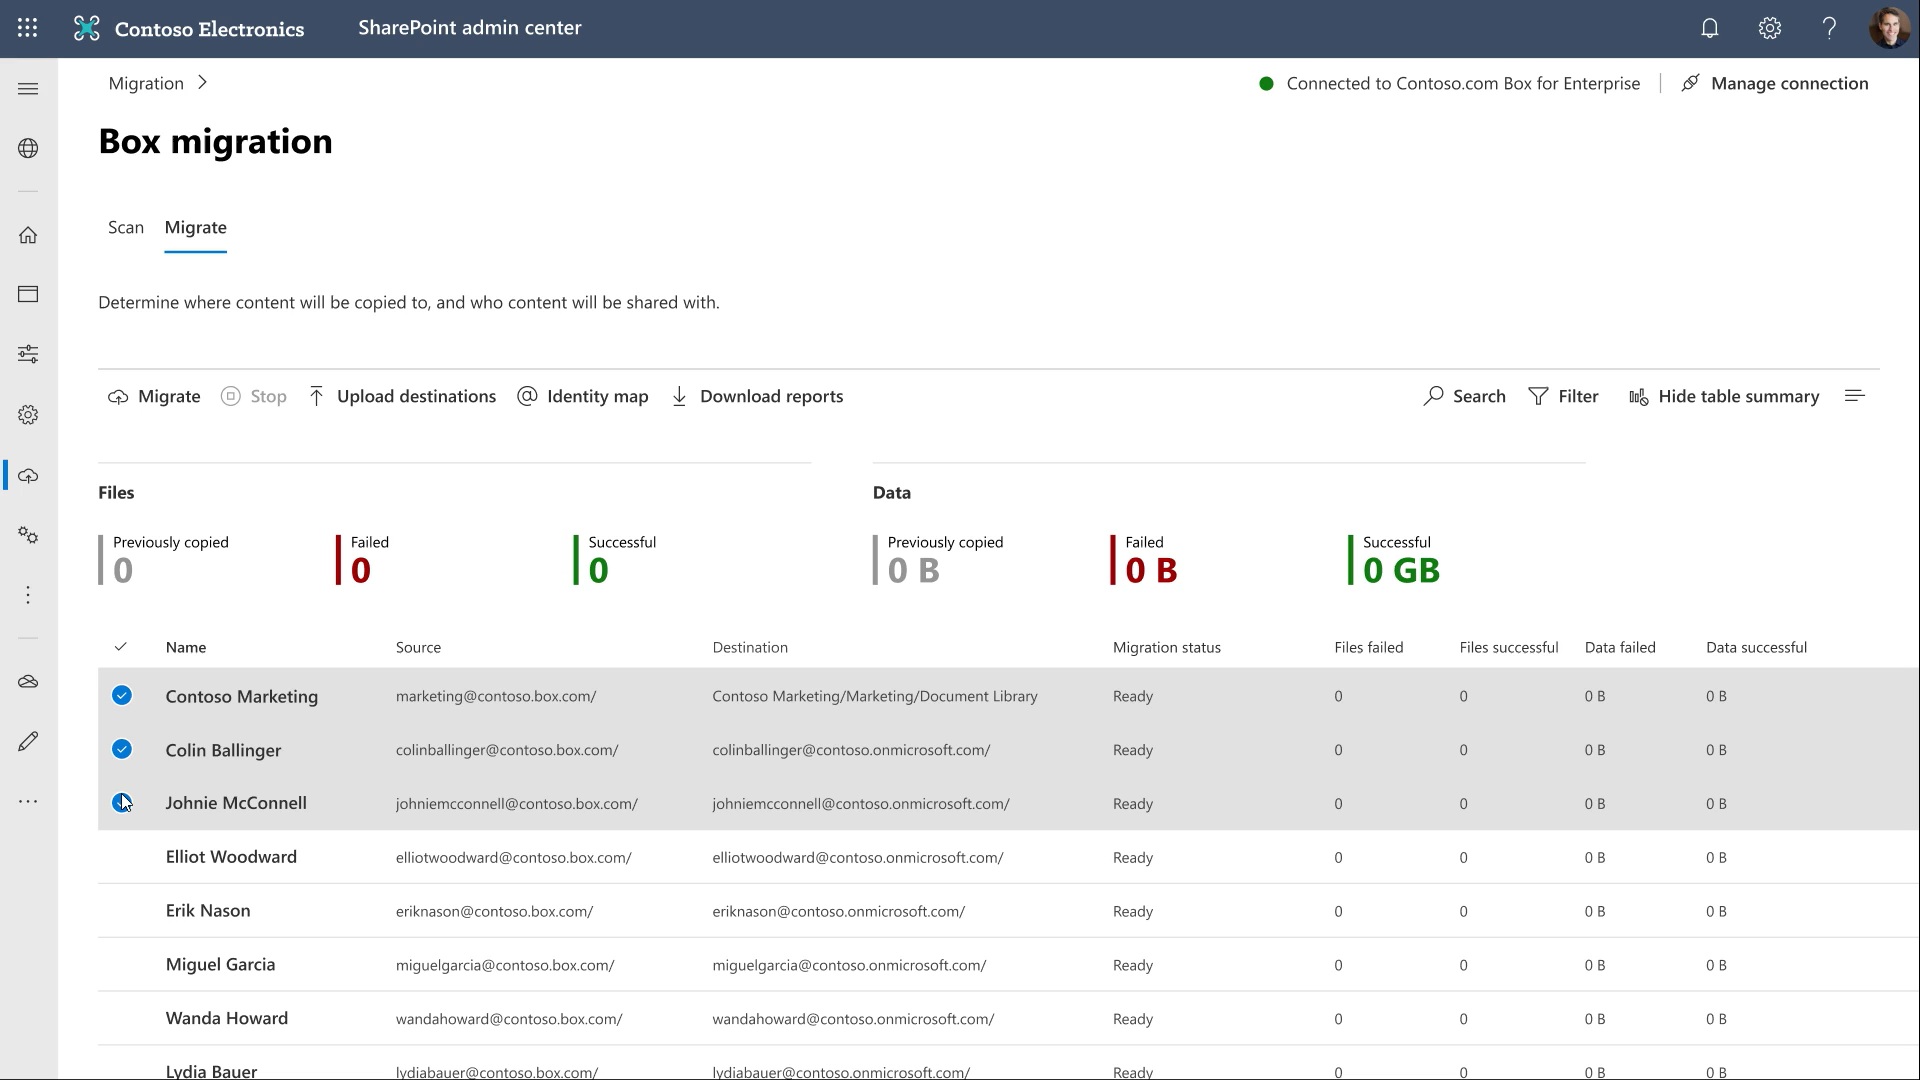 Contoso Electronics
SharePoint admin center
Migration
Connected to Contoso.com Box for Enterprise
Manage connection
Box migration
Scan
Migrate
Determine where content will be copied to, and who content will be shared with.
Migrate
Stop
Upload destinations
Identity map
Download reports
Search
Filter
Hide table summary
Files
Data
Previously copied
Failed
Successful
Previously copied
Failed
Successful
0
0
0
0 B
0 B
0 GB
Name Source Destination Migration status Files failed Files successful Data failed Data successful
Contoso Marketing marketing@contoso.box.com/ Contoso Marketing/Marketing/Document Library Ready 0 0 0 B 0 B
Colin Ballinger colinballinger@contoso.box.com/ colinballinger@contoso.onmicrosoft.com/ Ready 0 0 0 B 0 B
Johnie McConnell johniemcconnell@contoso.box.com/ johniemcconnell@contoso.onmicrosoft.com/ Ready 0 0 0 B 0 B
Elliot Woodward elliotwoodward@contoso.box.com/ elliotwoodward@contoso.onmicrosoft.com/ Ready 0 0 0 B 0 B
Erik Nason eriknason@contoso.box.com/ eriknason@contoso.onmicrosoft.com/ Ready 0 0 0 B 0 B
Miguel Garcia miguelgarcia@contoso.box.com/ miguelgarcia@contoso.onmicrosoft.com/ Ready 0 0 0 B 0 B
Wanda Howard wandahoward@contoso.box.com/ wandahoward@contoso.onmicrosoft.com/ Ready 0 0 0 B 0 B
Lydia Bauer lydiabauer@contoso.box.com/ lydiabauer@contoso.onmicrosoft.com/ Ready 0 0 0 B 0 B